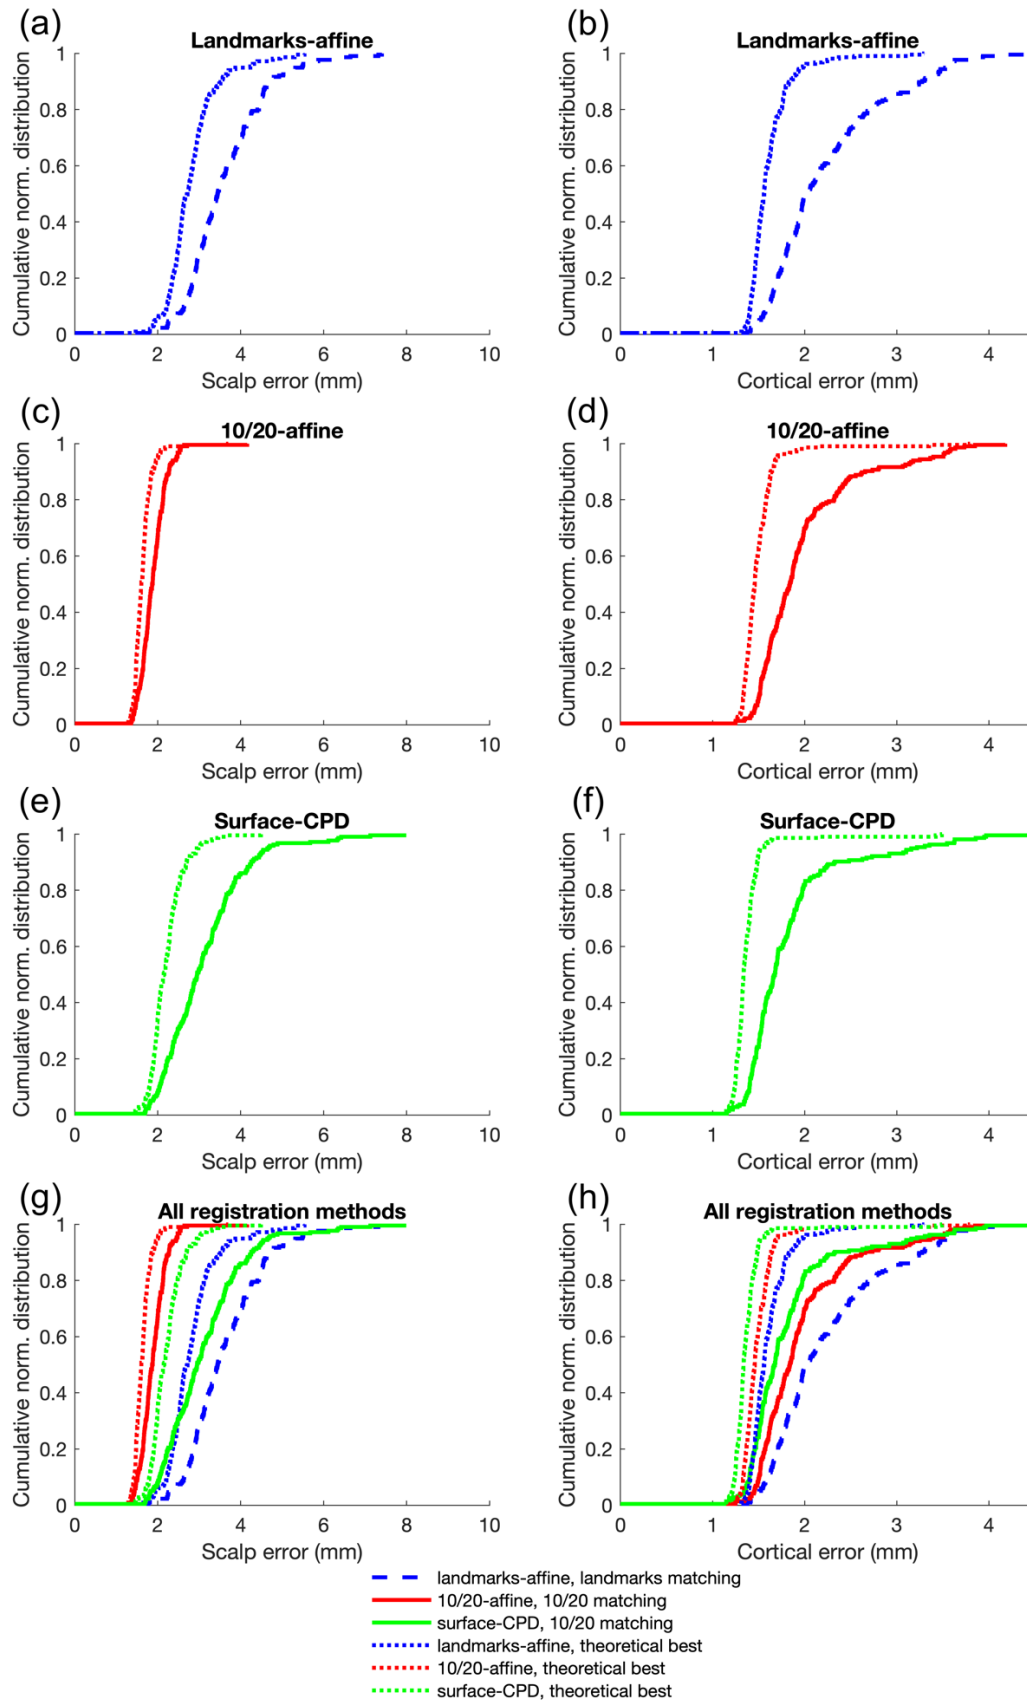 (a)
Landmarks-affine
Cumulative norm. distribution
1
0.8
0.6
0.4
0.2
0
0 2 4 6 8 10
Scalp error (mm)
(b)
Landmarks-affine
Cumulative norm. distribution
1
0.8
0.6
0.4
0.2
0
0 1 2 3 4
Cortical error (mm)
(c)
10/20-affine
Cumulative norm. distribution
1
0.8
0.6
0.4
0.2
0
0 2 4 6 8 10
Scalp error (mm)
(d)
10/20-affine
Cumulative norm. distribution
1
0.8
0.6
0.4
0.2
0
0 1 2 3 4
Cortical error (mm)
(e)
Surface-CPD
Cumulative norm. distribution
1
0.8
0.6
0.4
0.2
0
0 2 4 6 8 10
Scalp error (mm)
(f)
Surface-CPD
Cumulative norm. distribution
1
0.8
0.6
0.4
0.2
0
0 1 2 3 4
Cortical error (mm)
(g)
All registration methods
Cumulative norm. distribution
1
0.8
0.6
0.4
0.2
0
0 2 4 6 8 10
Scalp error (mm)
(h)
All registration methods
Cumulative norm. distribution
1
0.8
0.6
0.4
0.2
0
0 1 2 3 4
Cortical error (mm)
landmarks-affine, landmarks matching
10/20-affine, 10/20 matching
surface-CPD, 10/20 matching
landmarks-affine, theoretical best
10/20-affine, theoretical best
surface-CPD, theoretical best